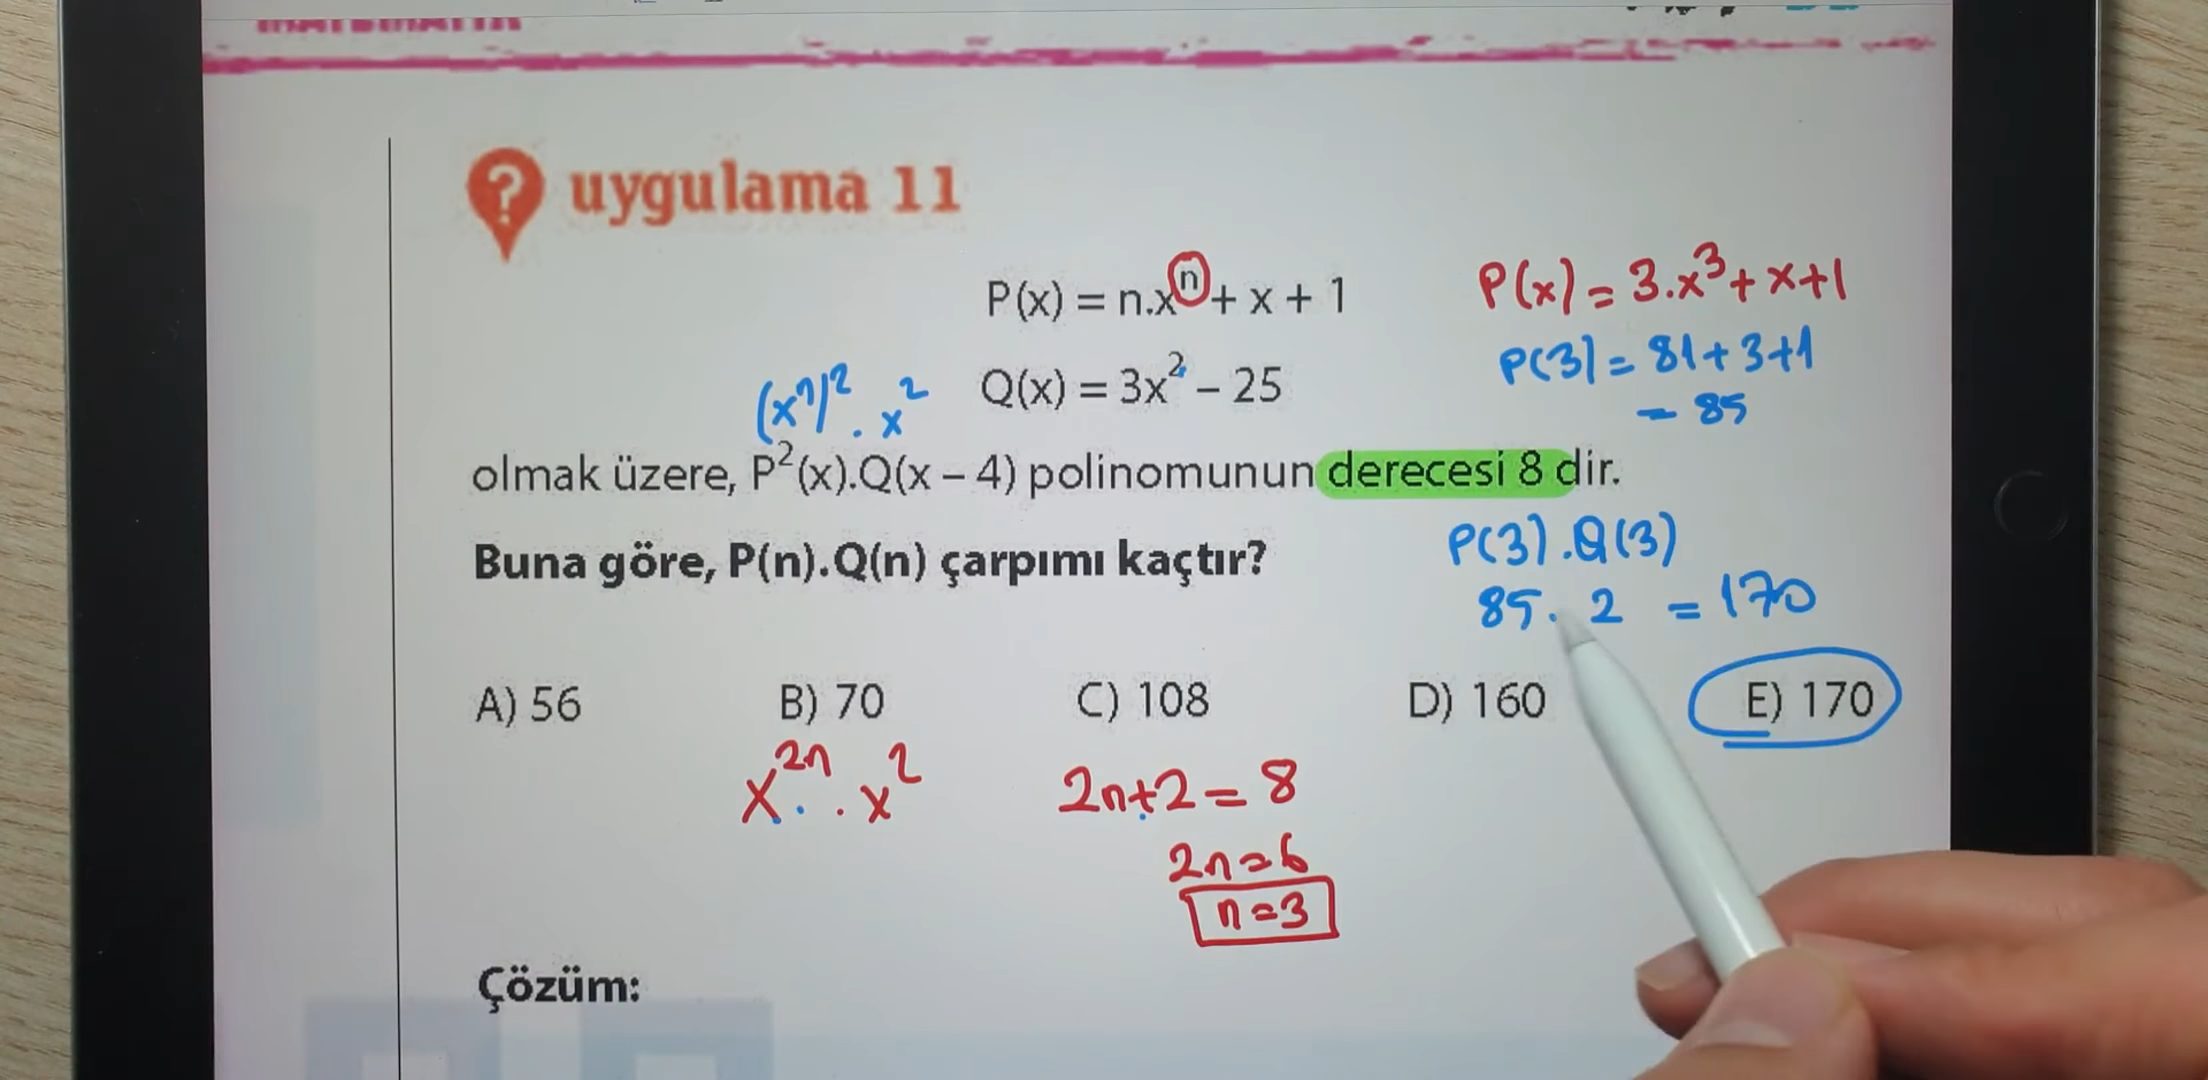 uygulama 11
P(x) = n.xⁿ + x + 1
P(x) = 3.x³ + x + 1
Q(x) = 3x² – 25
P(3) = 81 + 3 + 1
= 85
(xⁿ)² . x²
olmak üzere, P²(x).Q(x – 4) polinomunun derecesi 8 dir.
Buna göre, P(n).Q(n) çarpımı kaçtır?
P(3) . Q(3)
85 . 2 = 170
A) 56 B) 70 C) 108 D) 160 E) 170
x²ⁿ . x²
2n + 2 = 8
2n = 6
n = 3
Çözüm: